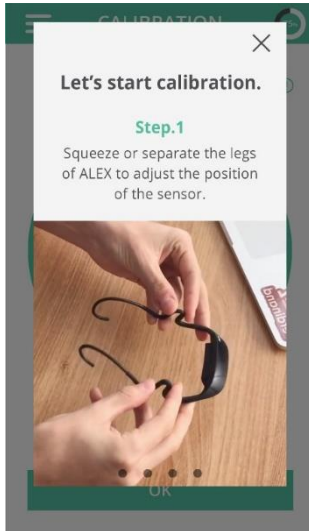 CALIBRATION
Let's start calibration.
Step.1
Squeeze or separate the legs
of ALEX to adjust the position
of the sensor.
OK